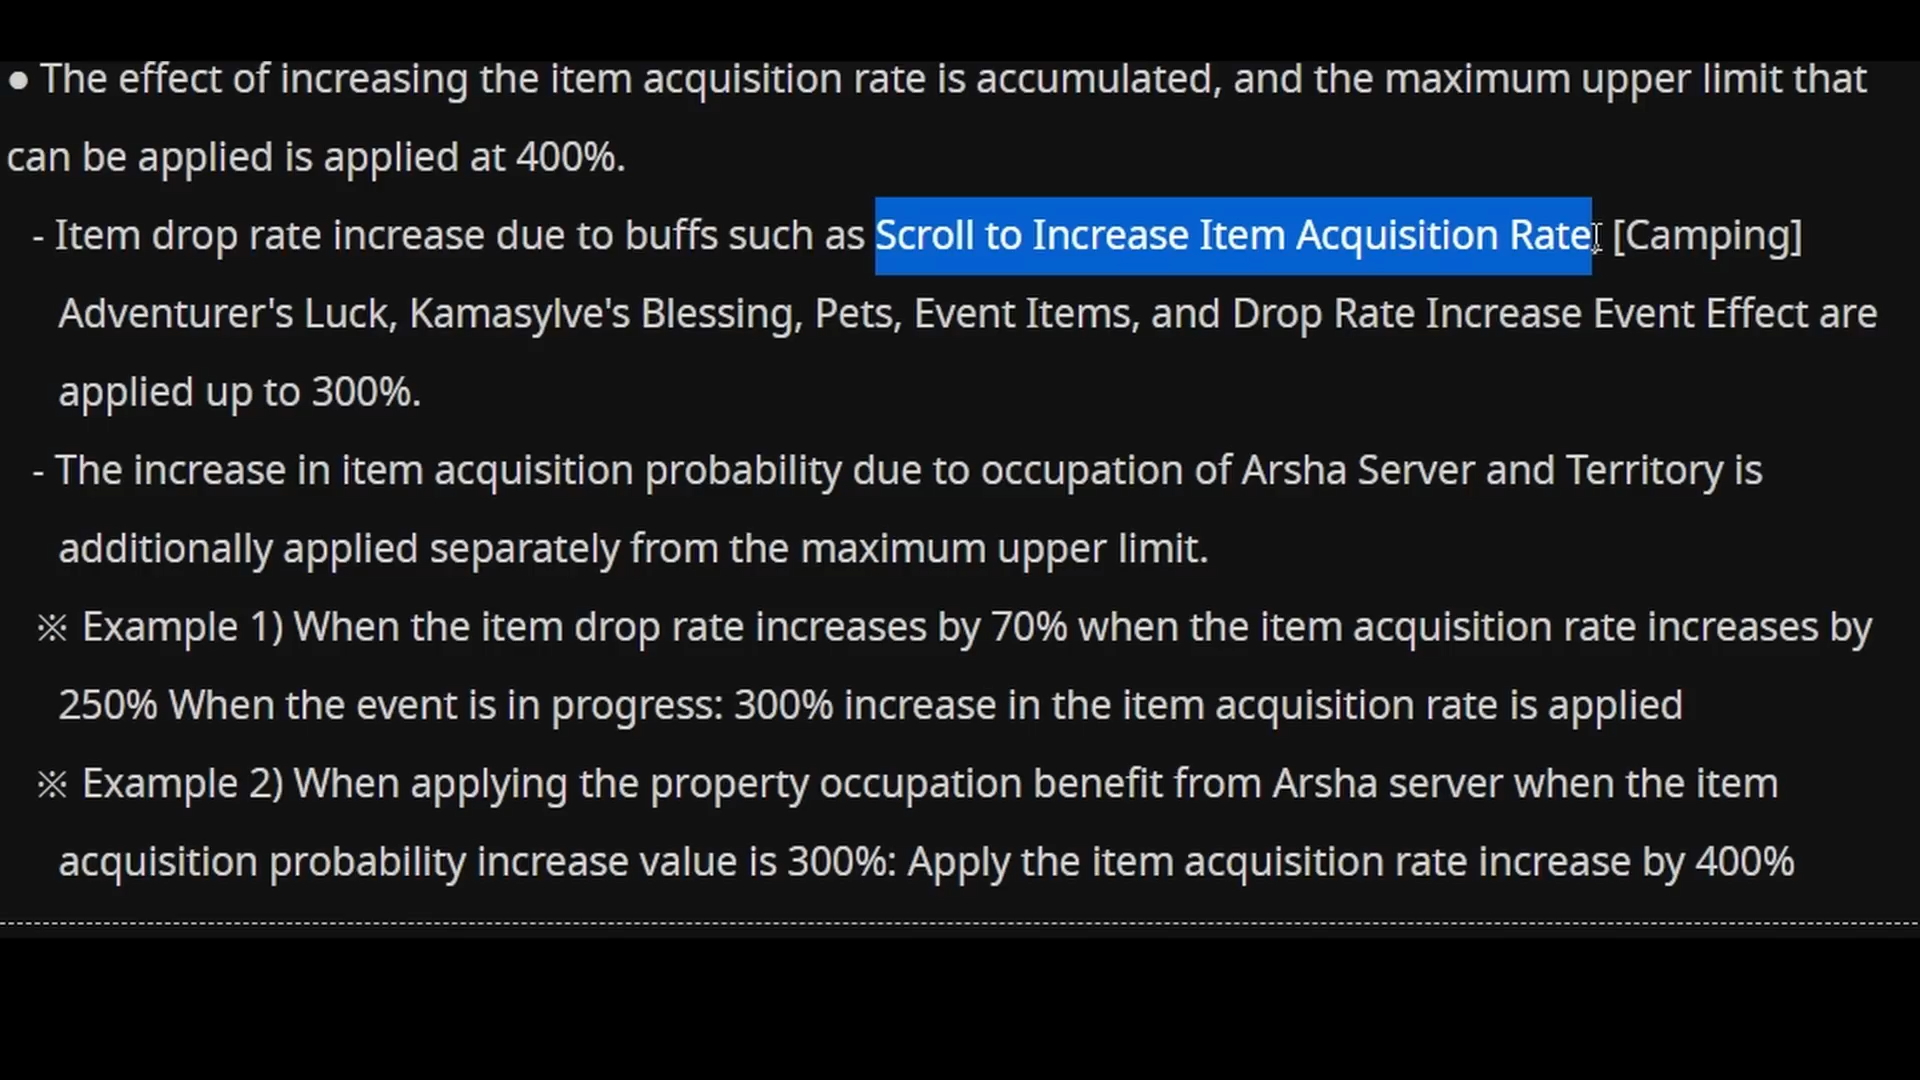 ● The effect of increasing the item acquisition rate is accumulated, and the maximum upper limit that
can be applied is applied at 400%.
- Item drop rate increase due to buffs such as Scroll to Increase Item Acquisition Rate, [Camping]
Adventurer's Luck, Kamasylve's Blessing, Pets, Event Items, and Drop Rate Increase Event Effect are
applied up to 300%.
- The increase in item acquisition probability due to occupation of Arsha Server and Territory is
additionally applied separately from the maximum upper limit.
※ Example 1) When the item drop rate increases by 70% when the item acquisition rate increases by
250% When the event is in progress: 300% increase in the item acquisition rate is applied
※ Example 2) When applying the property occupation benefit from Arsha server when the item
acquisition probability increase value is 300%: Apply the item acquisition rate increase by 400%